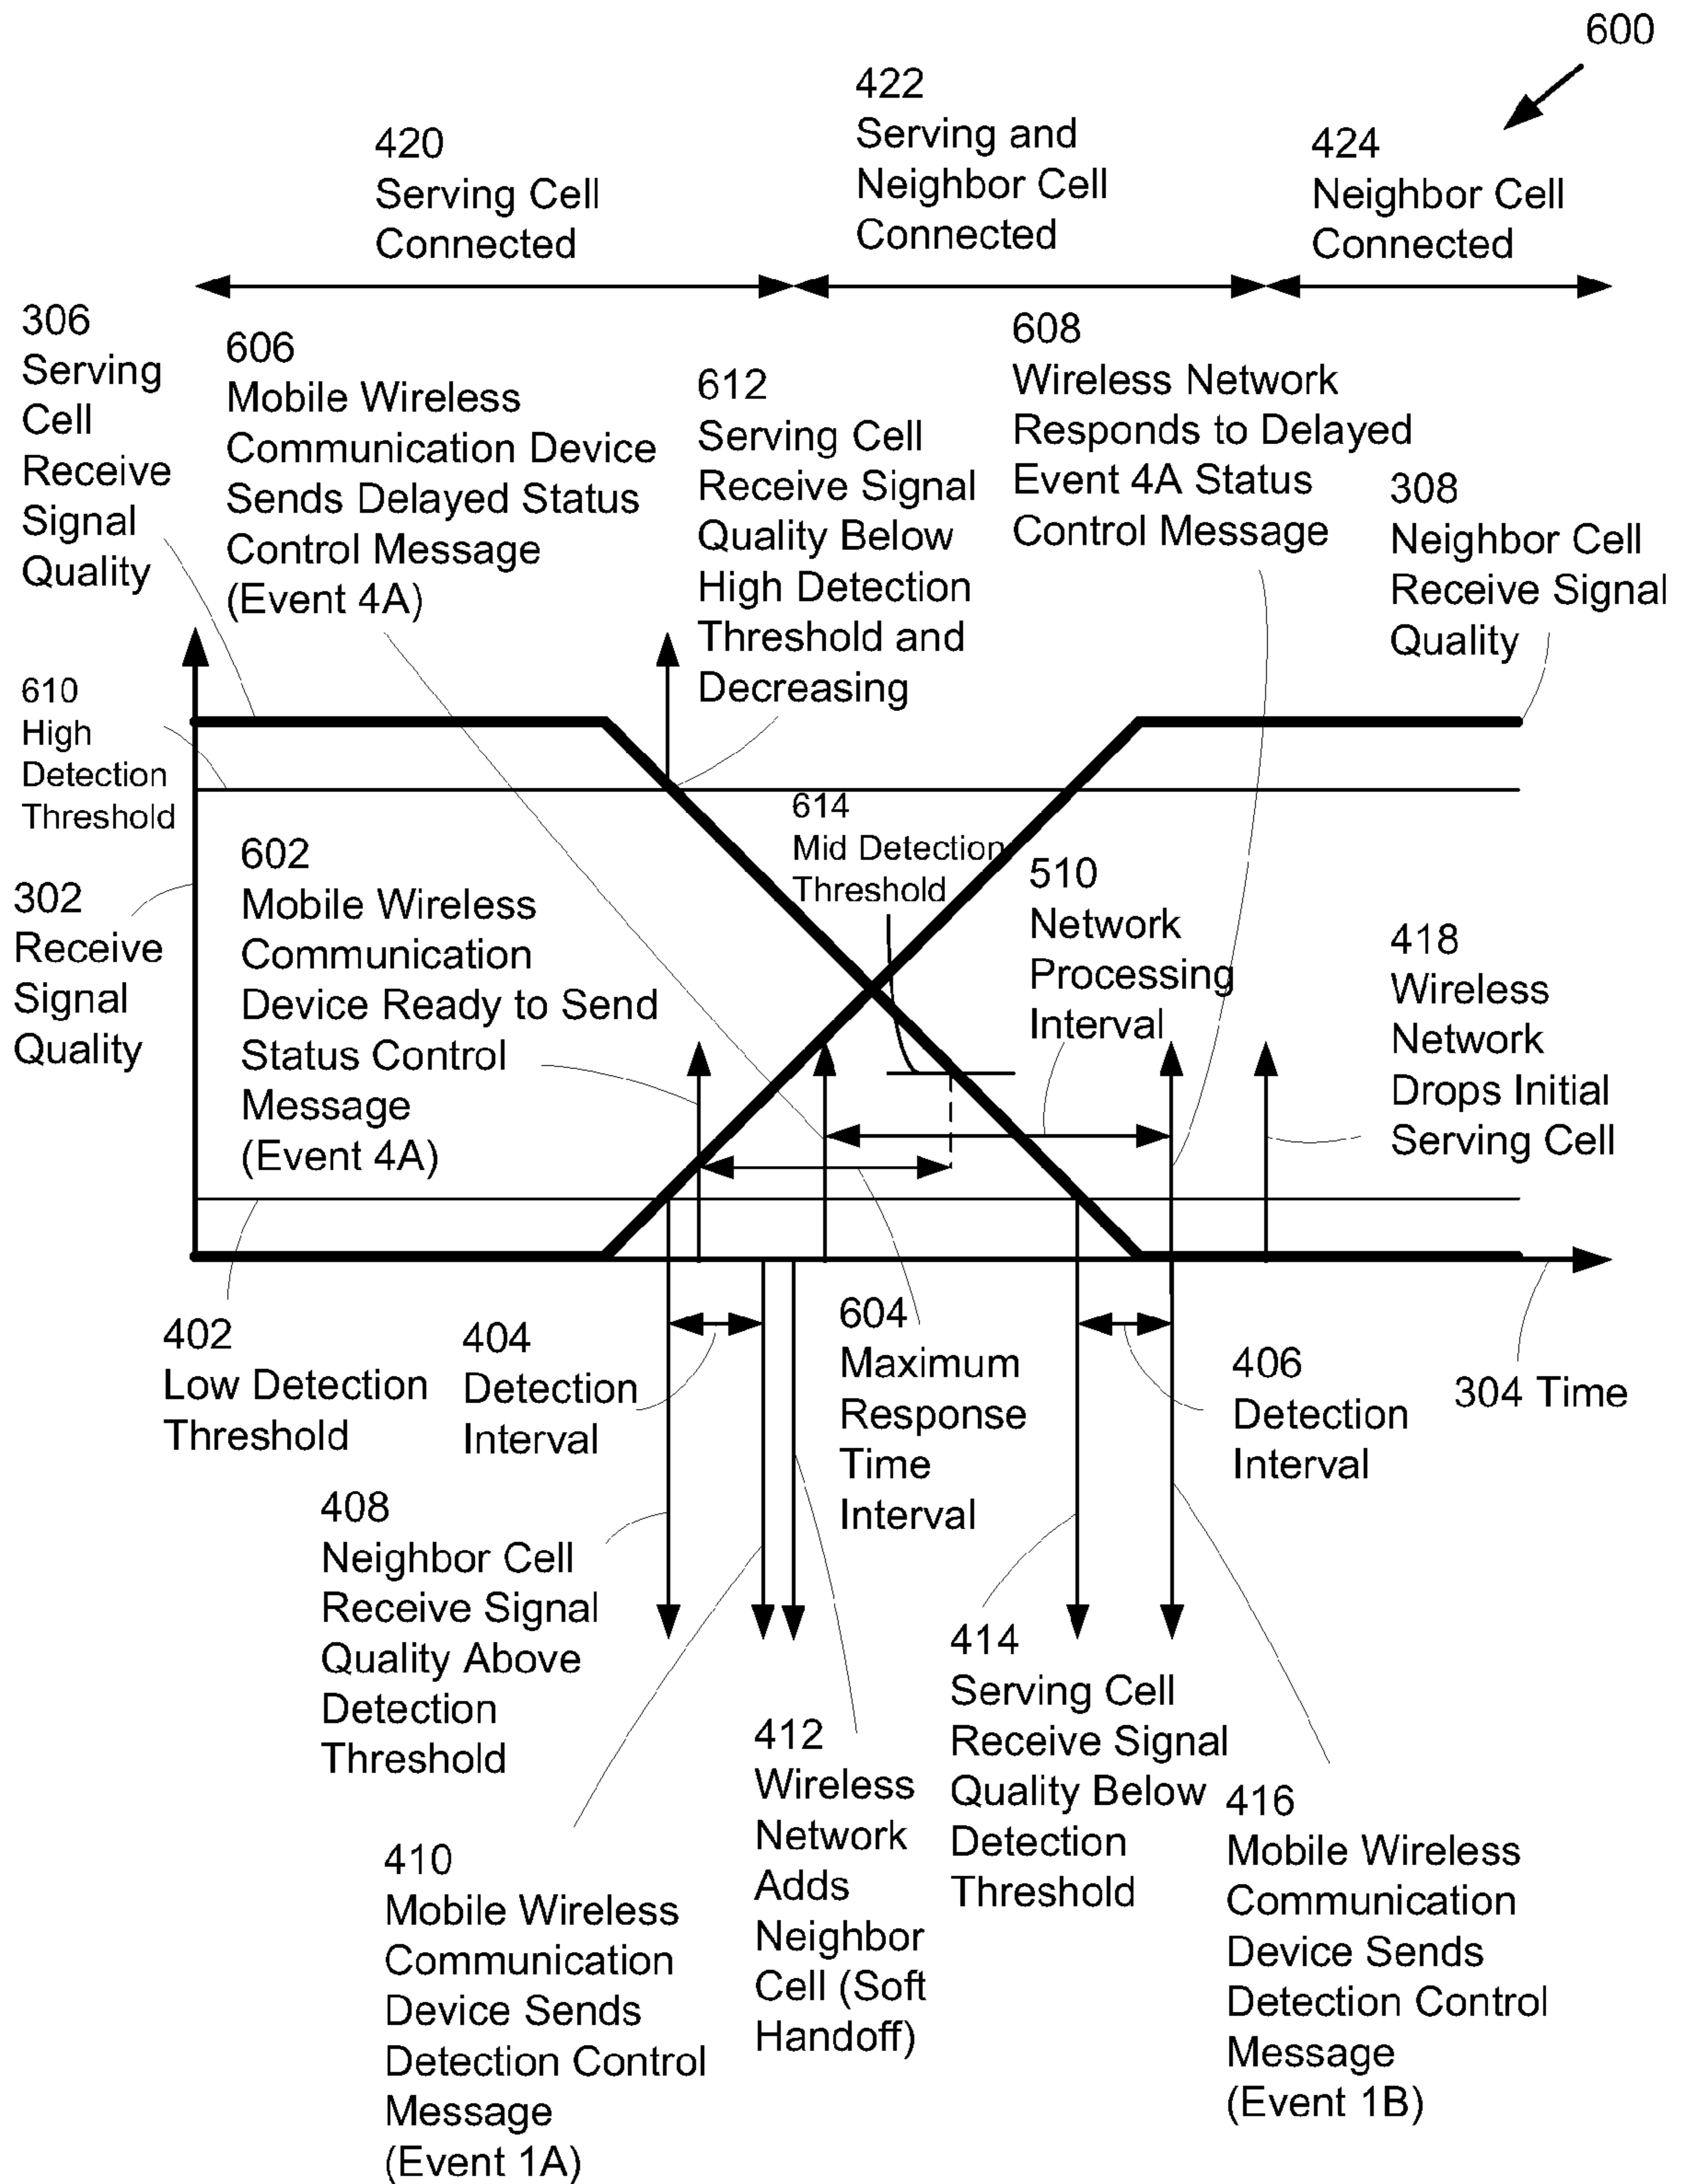 600
420
Serving Cell
Connected
422
Serving and
Neighbor Cell
Connected
424
Neighbor Cell
Connected
306
Serving
Cell
Receive
Signal
Quality
606
Mobile Wireless
Communication Device
Sends Delayed Status
Control Message
(Event 4A)
612
Serving Cell
Receive Signal
Quality Below
High Detection
Threshold and
Decreasing
608
Wireless Network
Responds to Delayed
Event 4A Status
Control Message
308
Neighbor Cell
Receive Signal
Quality
610
High
Detection
Threshold
302
Receive
Signal
Quality
602
Mobile Wireless
Communication
Device Ready to Send
Status Control
Message
(Event 4A)
614
Mid Detection
Threshold
510
Network
Processing
Interval
418
Wireless
Network
Drops Initial
Serving Cell
402
Low Detection
Threshold
404
Detection
Interval
604
Maximum
Response
Time
Interval
406
Detection
Interval
304 Time
408
Neighbor Cell
Receive Signal
Quality Above
Detection
Threshold
410
Mobile Wireless
Communication
Device Sends
Detection Control
Message
(Event 1A)
412
Wireless
Network
Adds
Neighbor
Cell (Soft
Handoff)
414
Serving Cell
Receive Signal
Quality Below
Detection
Threshold
416
Mobile Wireless
Communication
Device Sends
Detection Control
Message
(Event 1B)